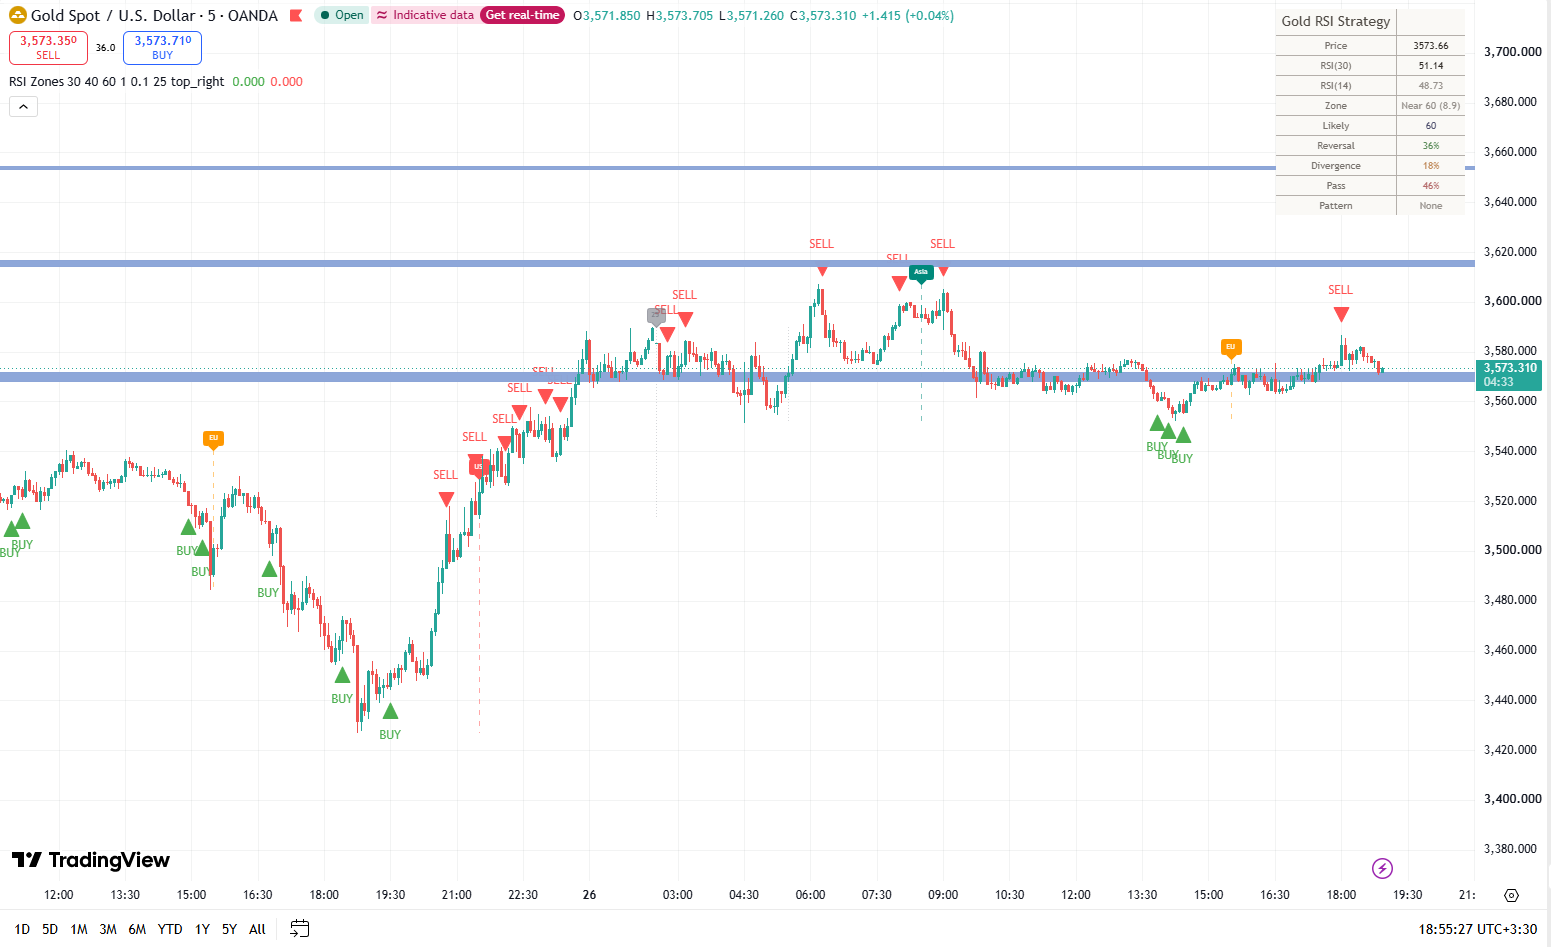 Gold Spot / U.S. Dollar · 5 · OANDA Open Indicative data Get real-time O3,571.850 H3,573.705 L3,571.260 C3,573.310 +1.415 (+0.04%)
3,573.350 SELL
36.0
3,573.710 BUY
RSI Zones 30 40 60 1 0.1 25 top_right 0.000 0.000
Gold RSI Strategy
Price 3573.66
RSI(30) 51.14
RSI(14) 48.73
Zone Near 60 (8.9)
Likely 60
Reversal 36%
Divergence 18%
Pass 46%
Pattern None
3,700.000
3,680.000
3,660.000
3,640.000
3,620.000
3,600.000
3,580.000
3,573.310
04:33
3,560.000
3,540.000
3,520.000
3,500.000
3,480.000
3,460.000
3,440.000
3,420.000
3,400.000
3,380.000
SELL
SELL
SELL
Asia
SELL
SELL
SELL
SELL
SELL
SELL
SELL
SELL
SELL
SELL
EU
EU
US
BUY
BUY
BUY
BUY
BUY
BUY
BUY
BUY
BUY
BUY
TradingView
12:00 13:30 15:00 16:30 18:00 19:30 21:00 22:30 26 03:00 04:30 06:00 07:30 09:00 10:30 12:00 13:30 15:00 16:30 18:00 19:30 21:
1D 5D 1M 3M 6M YTD 1Y 5Y All
18:55:27 UTC+3:30